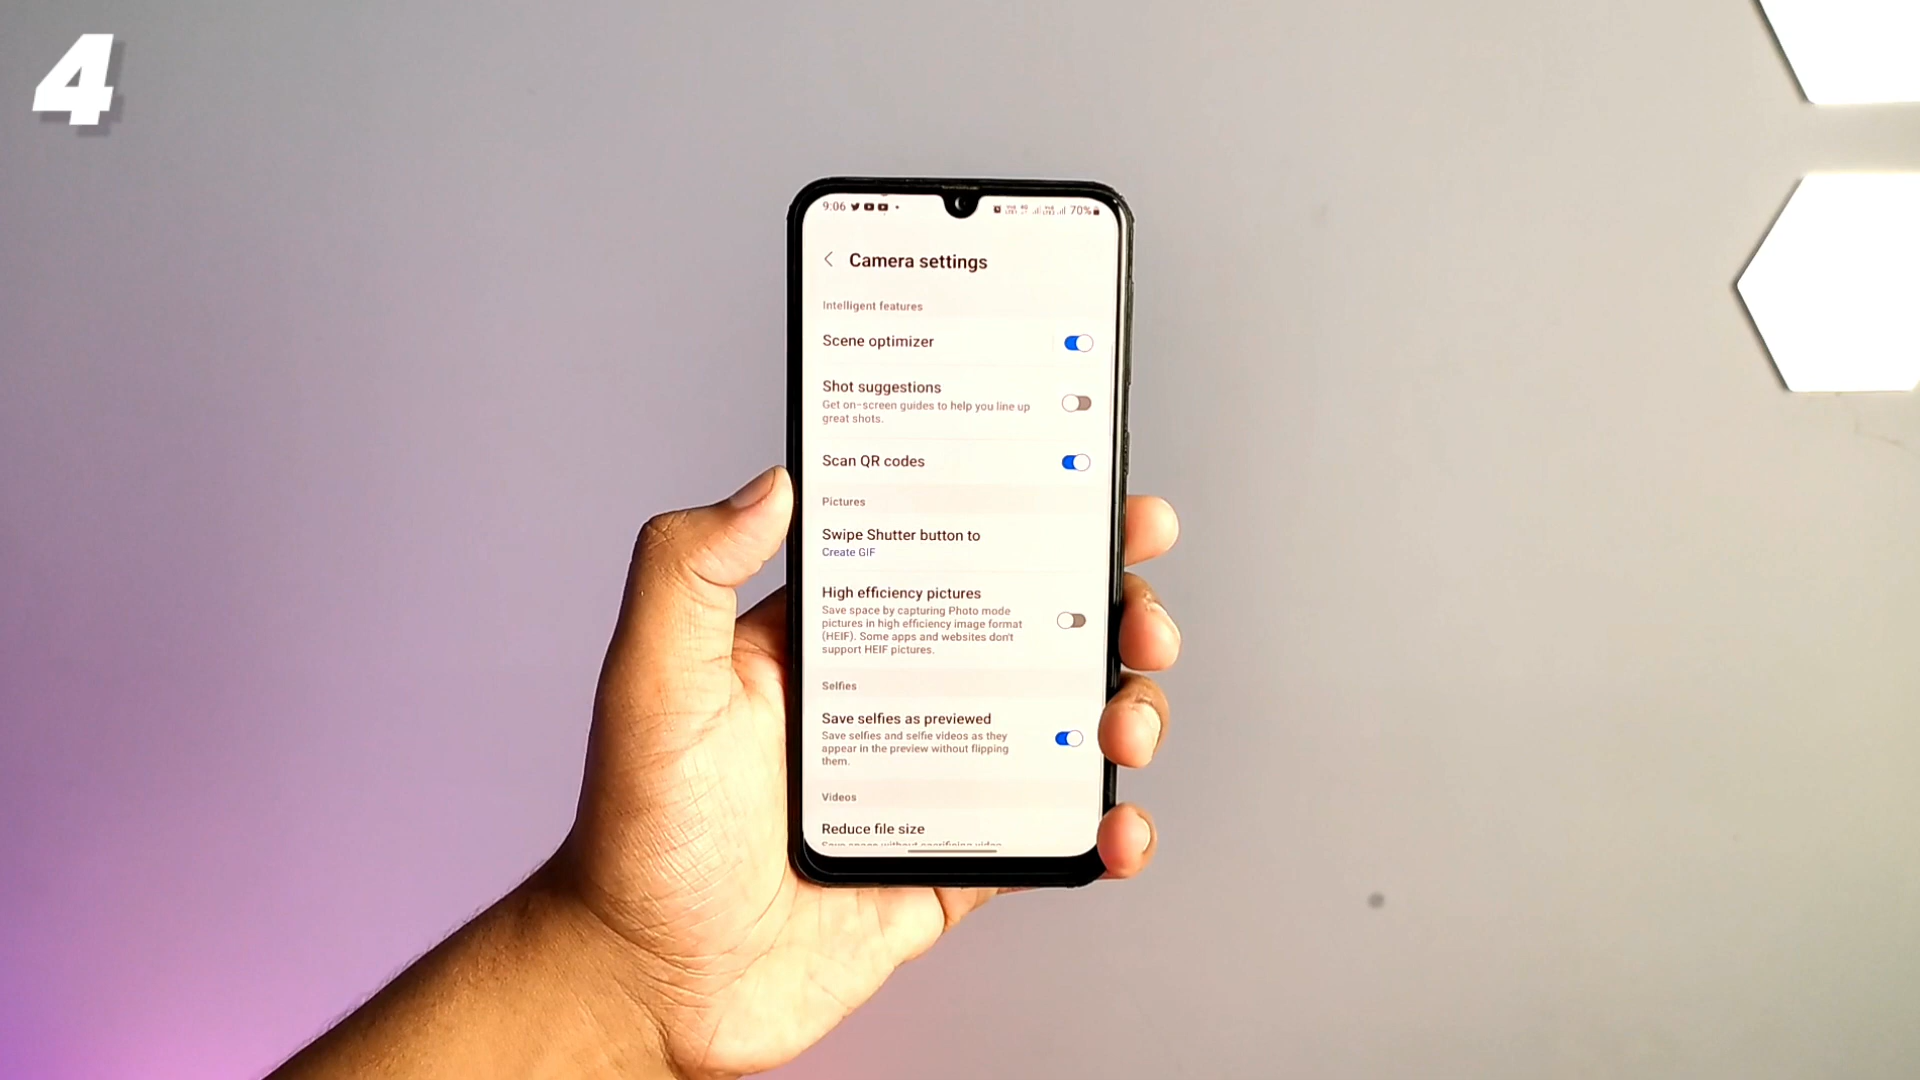 4
9:06
70%
Camera settings
Intelligent features
Scene optimizer
Shot suggestions
Get on-screen guides to help you line up
great shots.
Scan QR codes
Pictures
Swipe Shutter button to
Create GIF
High efficiency pictures
Save space by capturing Photo mode
pictures in high efficiency image format
(HEIF). Some apps and websites don't
support HEIF pictures.
Selfies
Save selfies as previewed
Save selfies and selfie videos as they
appear in the preview without flipping
them.
Videos
Reduce file size